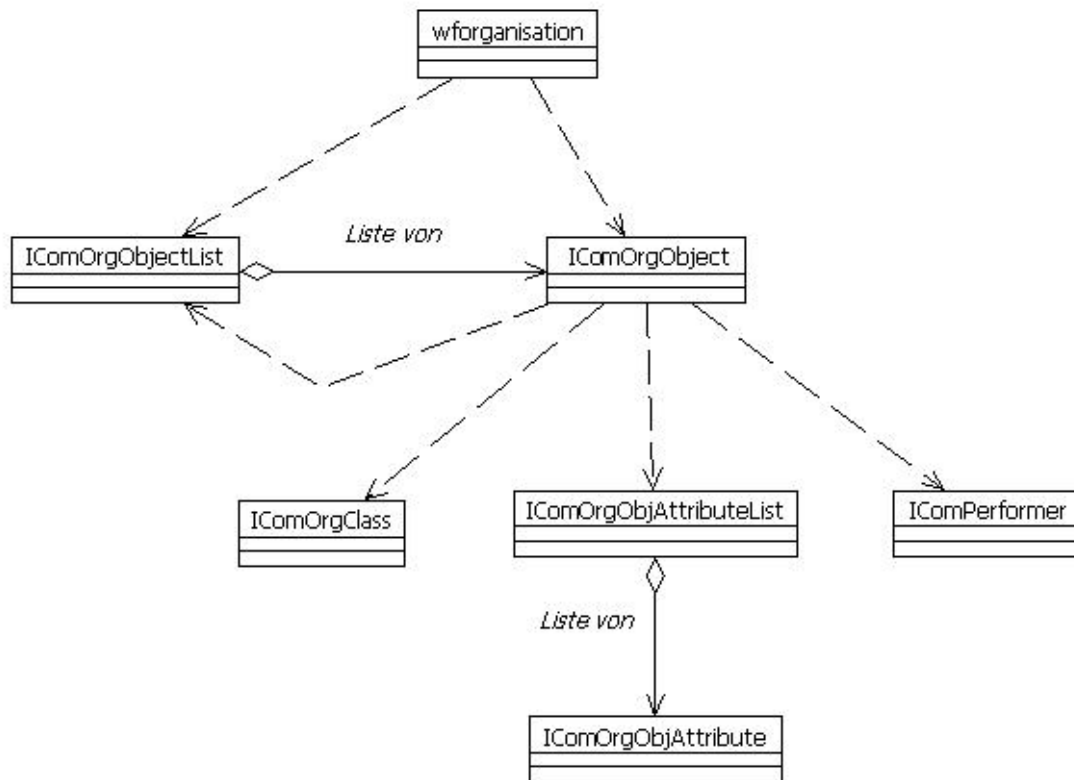 wforganisation
Liste von
IComOrgObjectList
IComOrgObject
IComOrgClass
IComOrgObjAttributeList
IComPerformer
Liste von
IComOrgObjAttribute